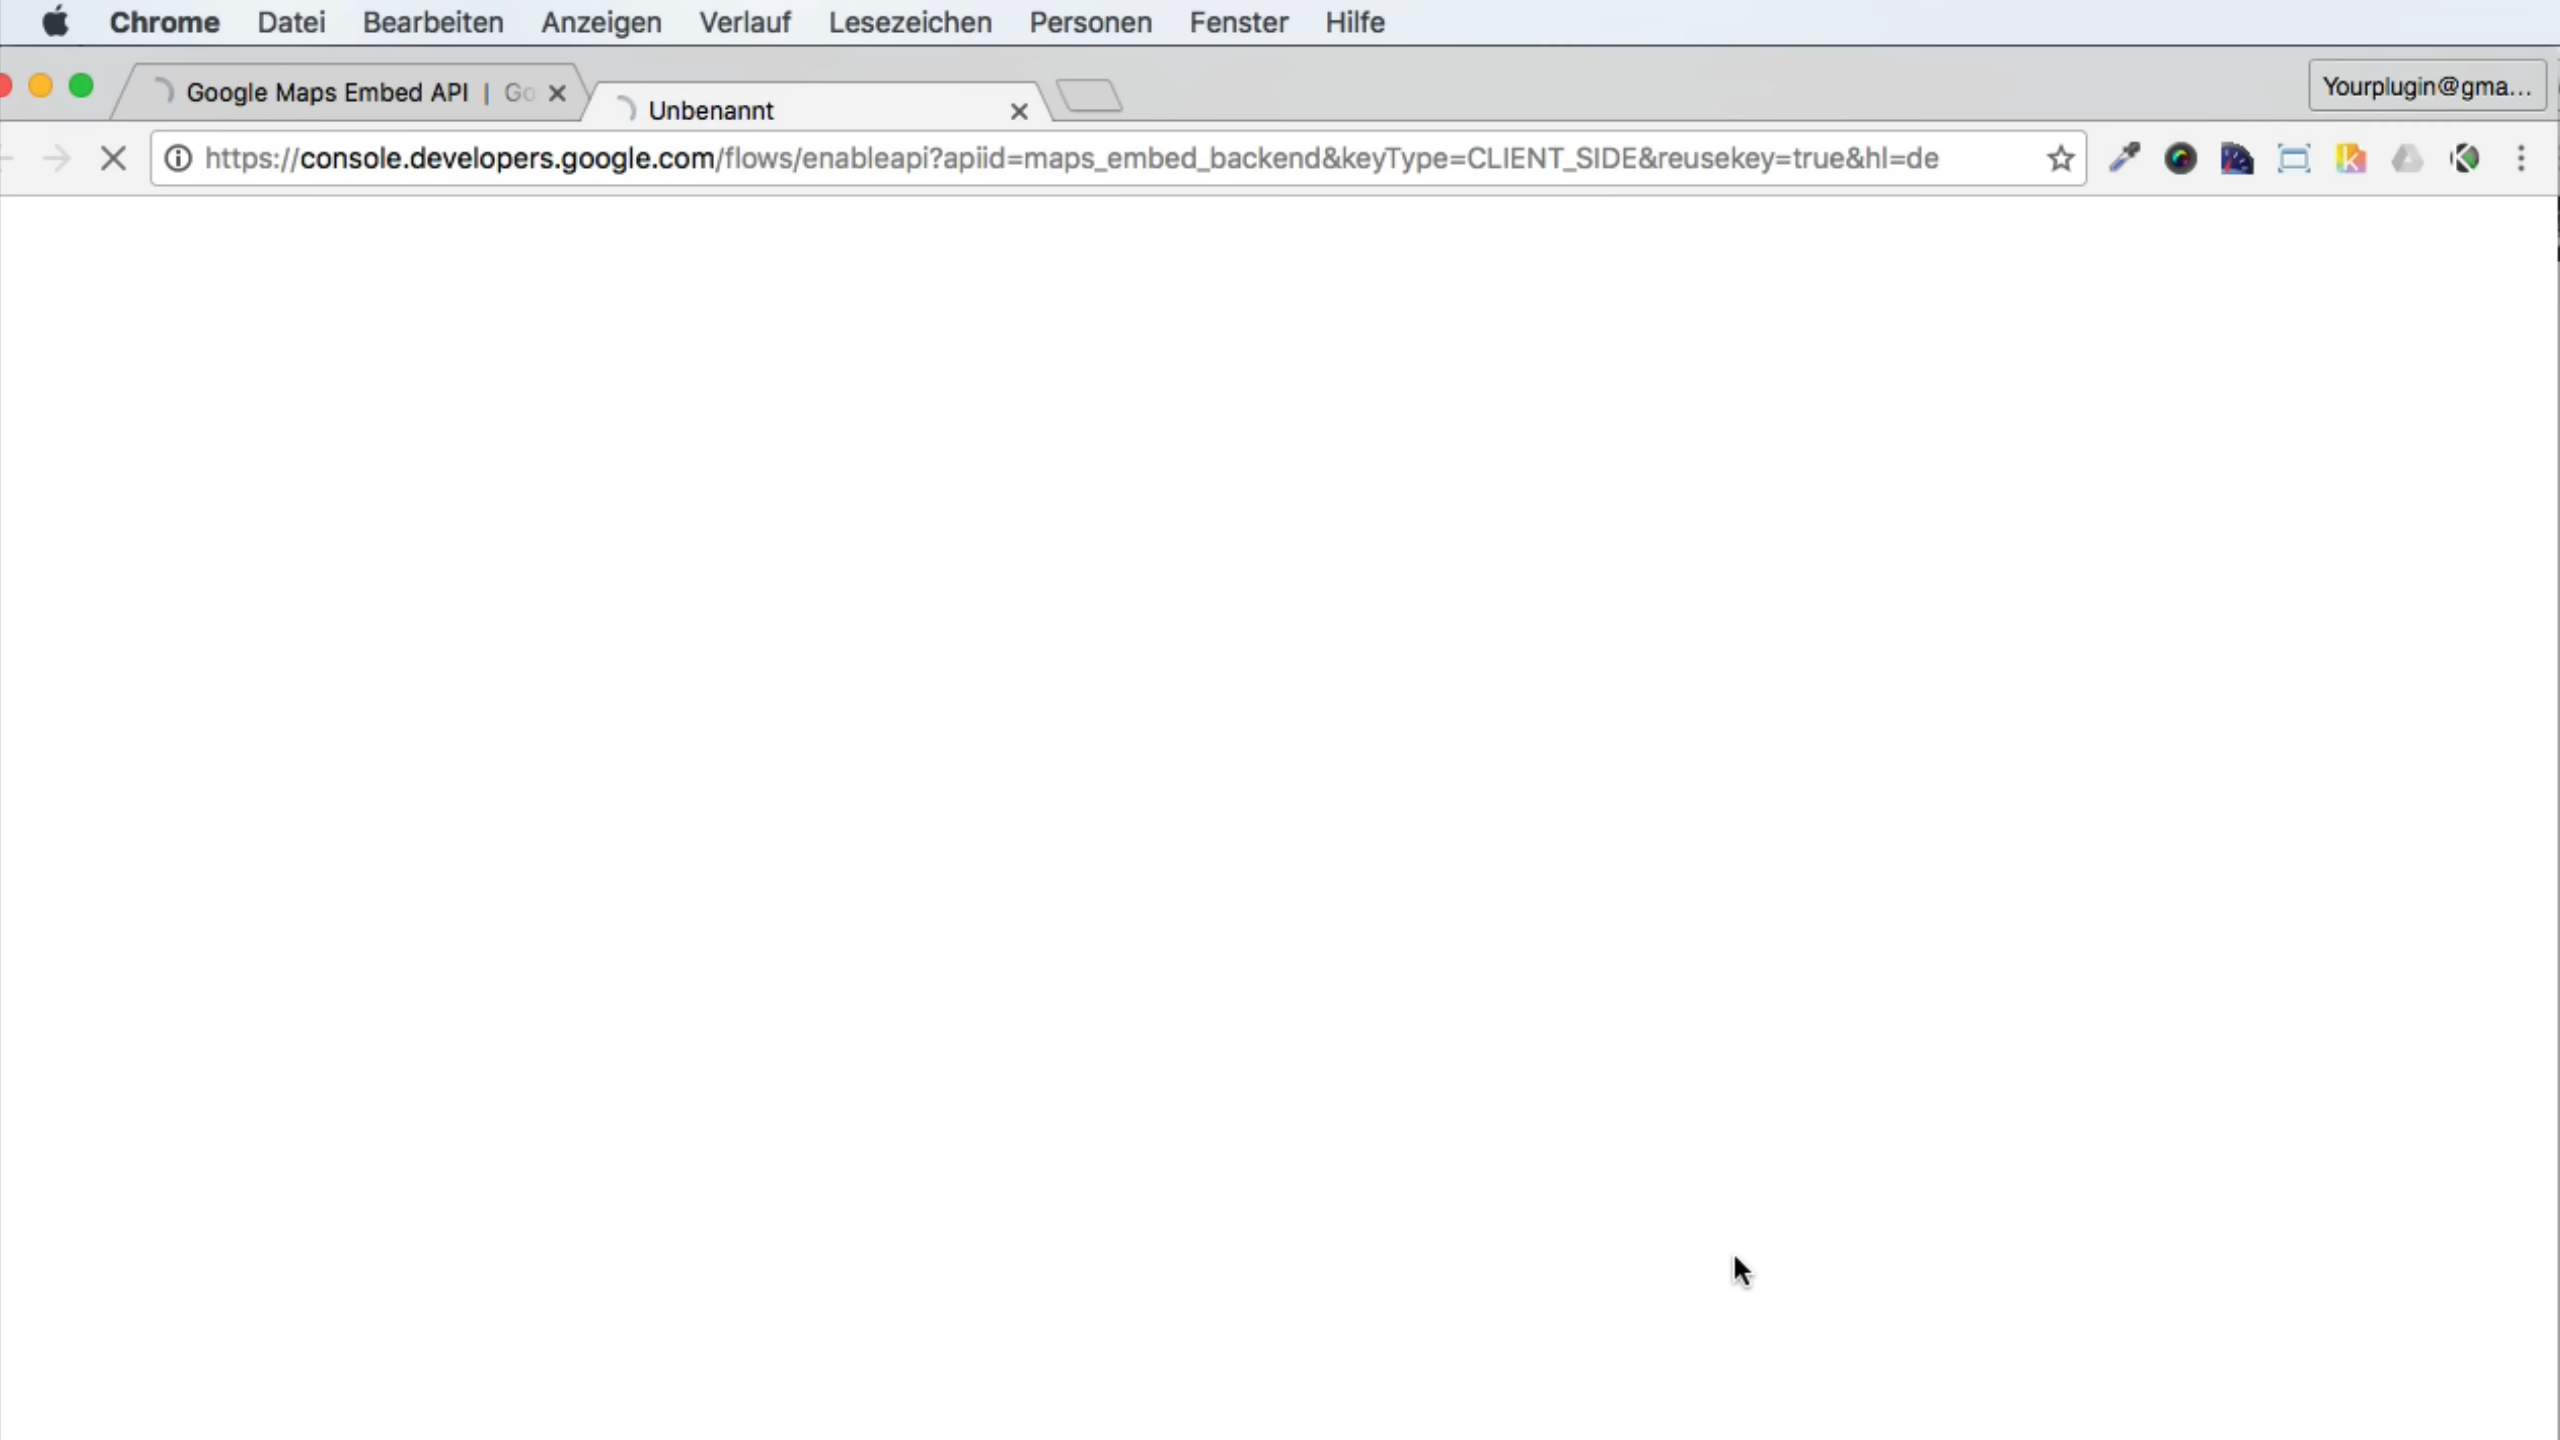 Chrome Datei Bearbeiten Anzeigen Verlauf Lesezeichen Personen Fenster Hilfe
Google Maps Embed API | Go
Unbenannt
Yourplugin@gma...
https://console.developers.google.com/flows/enableapi?apiid=maps_embed_backend&keyType=CLIENT_SIDE&reusekey=true&hl=de